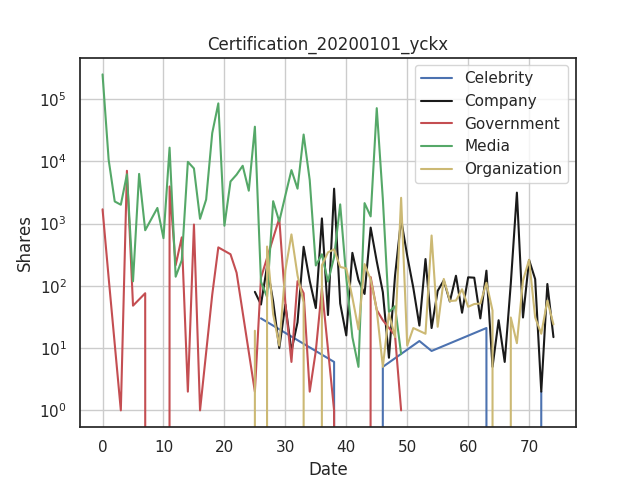 Certification_20200101_yckx
Celebrity
Company
Government
Media
Organization
10⁵
10⁴
10³
10²
10¹
10⁰
Shares
0 10 20 30 40 50 60 70
Date